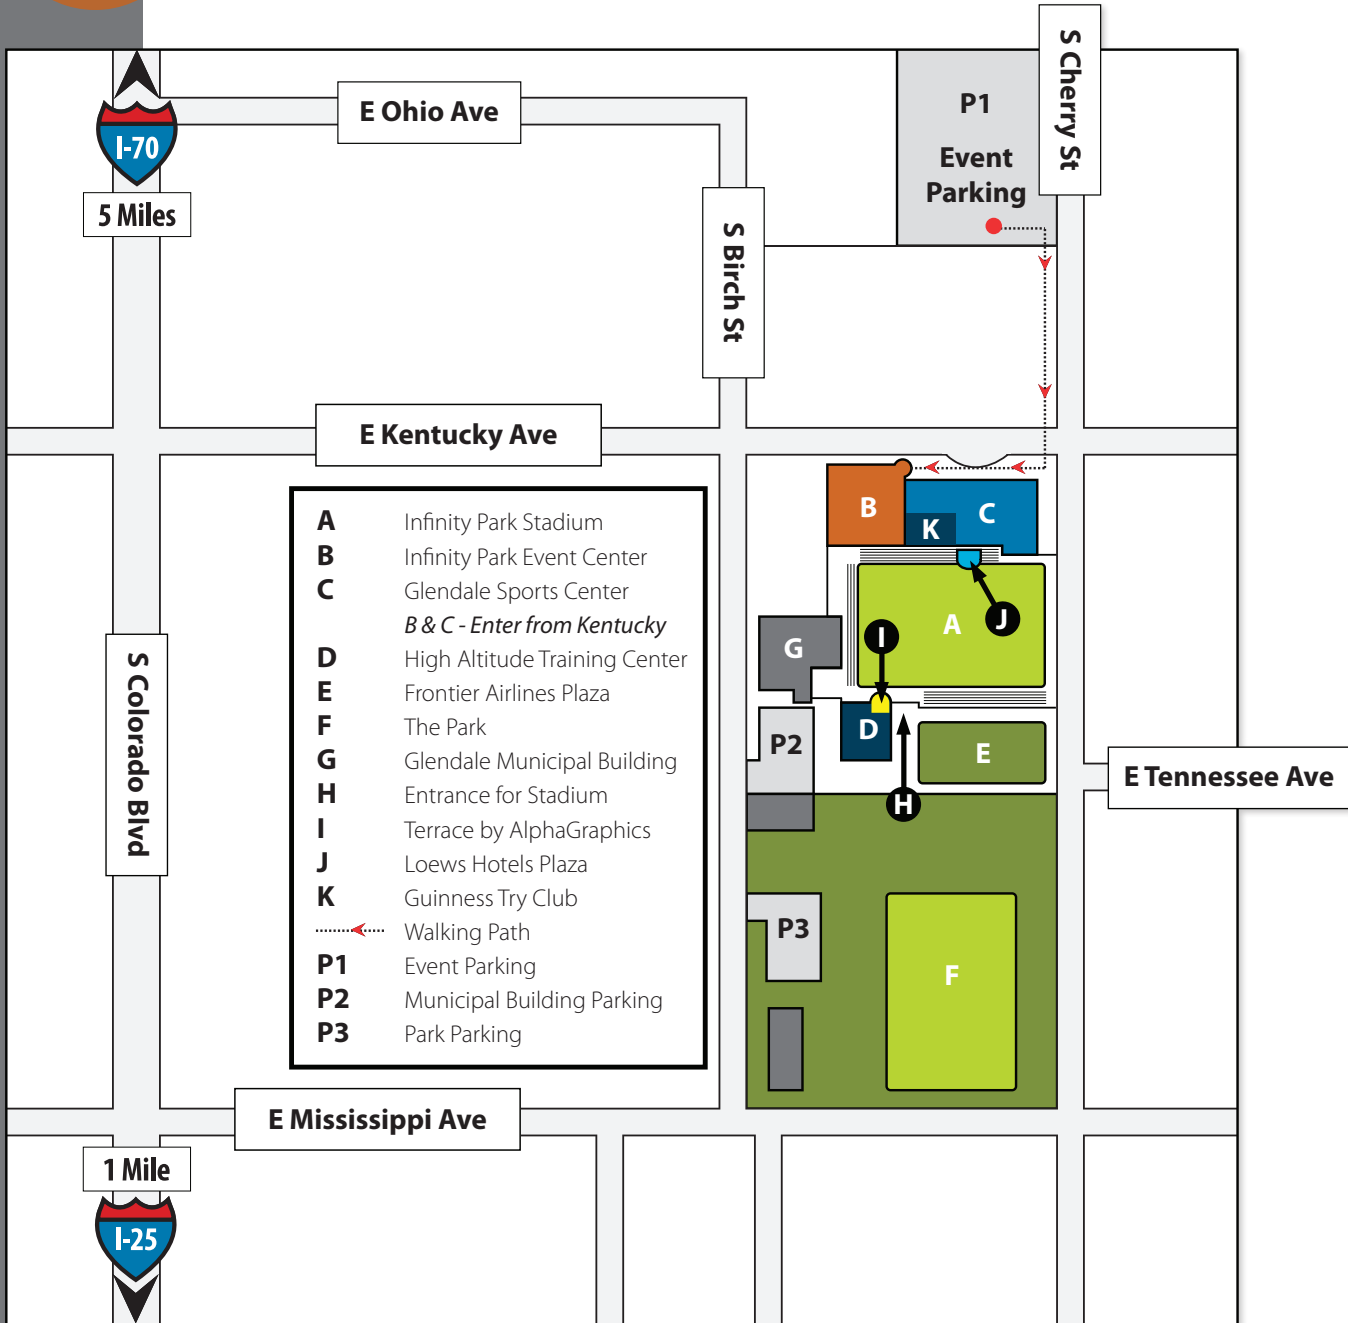 S Cherry St
P1
Event
Parking
E Ohio Ave
I-70
5 Miles
S Birch St
E Kentucky Ave
A Infinity Park Stadium
B Infinity Park Event Center
C Glendale Sports Center
B & C - Enter from Kentucky
D High Altitude Training Center
E Frontier Airlines Plaza
F The Park
G Glendale Municipal Building
H Entrance for Stadium
I Terrace by AlphaGraphics
J Loews Hotels Plaza
K Guinness Try Club
Walking Path
P1 Event Parking
P2 Municipal Building Parking
P3 Park Parking
B
C
K
A
J
I
G
D
P2
E
H
P3
F
S Colorado Blvd
E Tennessee Ave
E Mississippi Ave
1 Mile
I-25